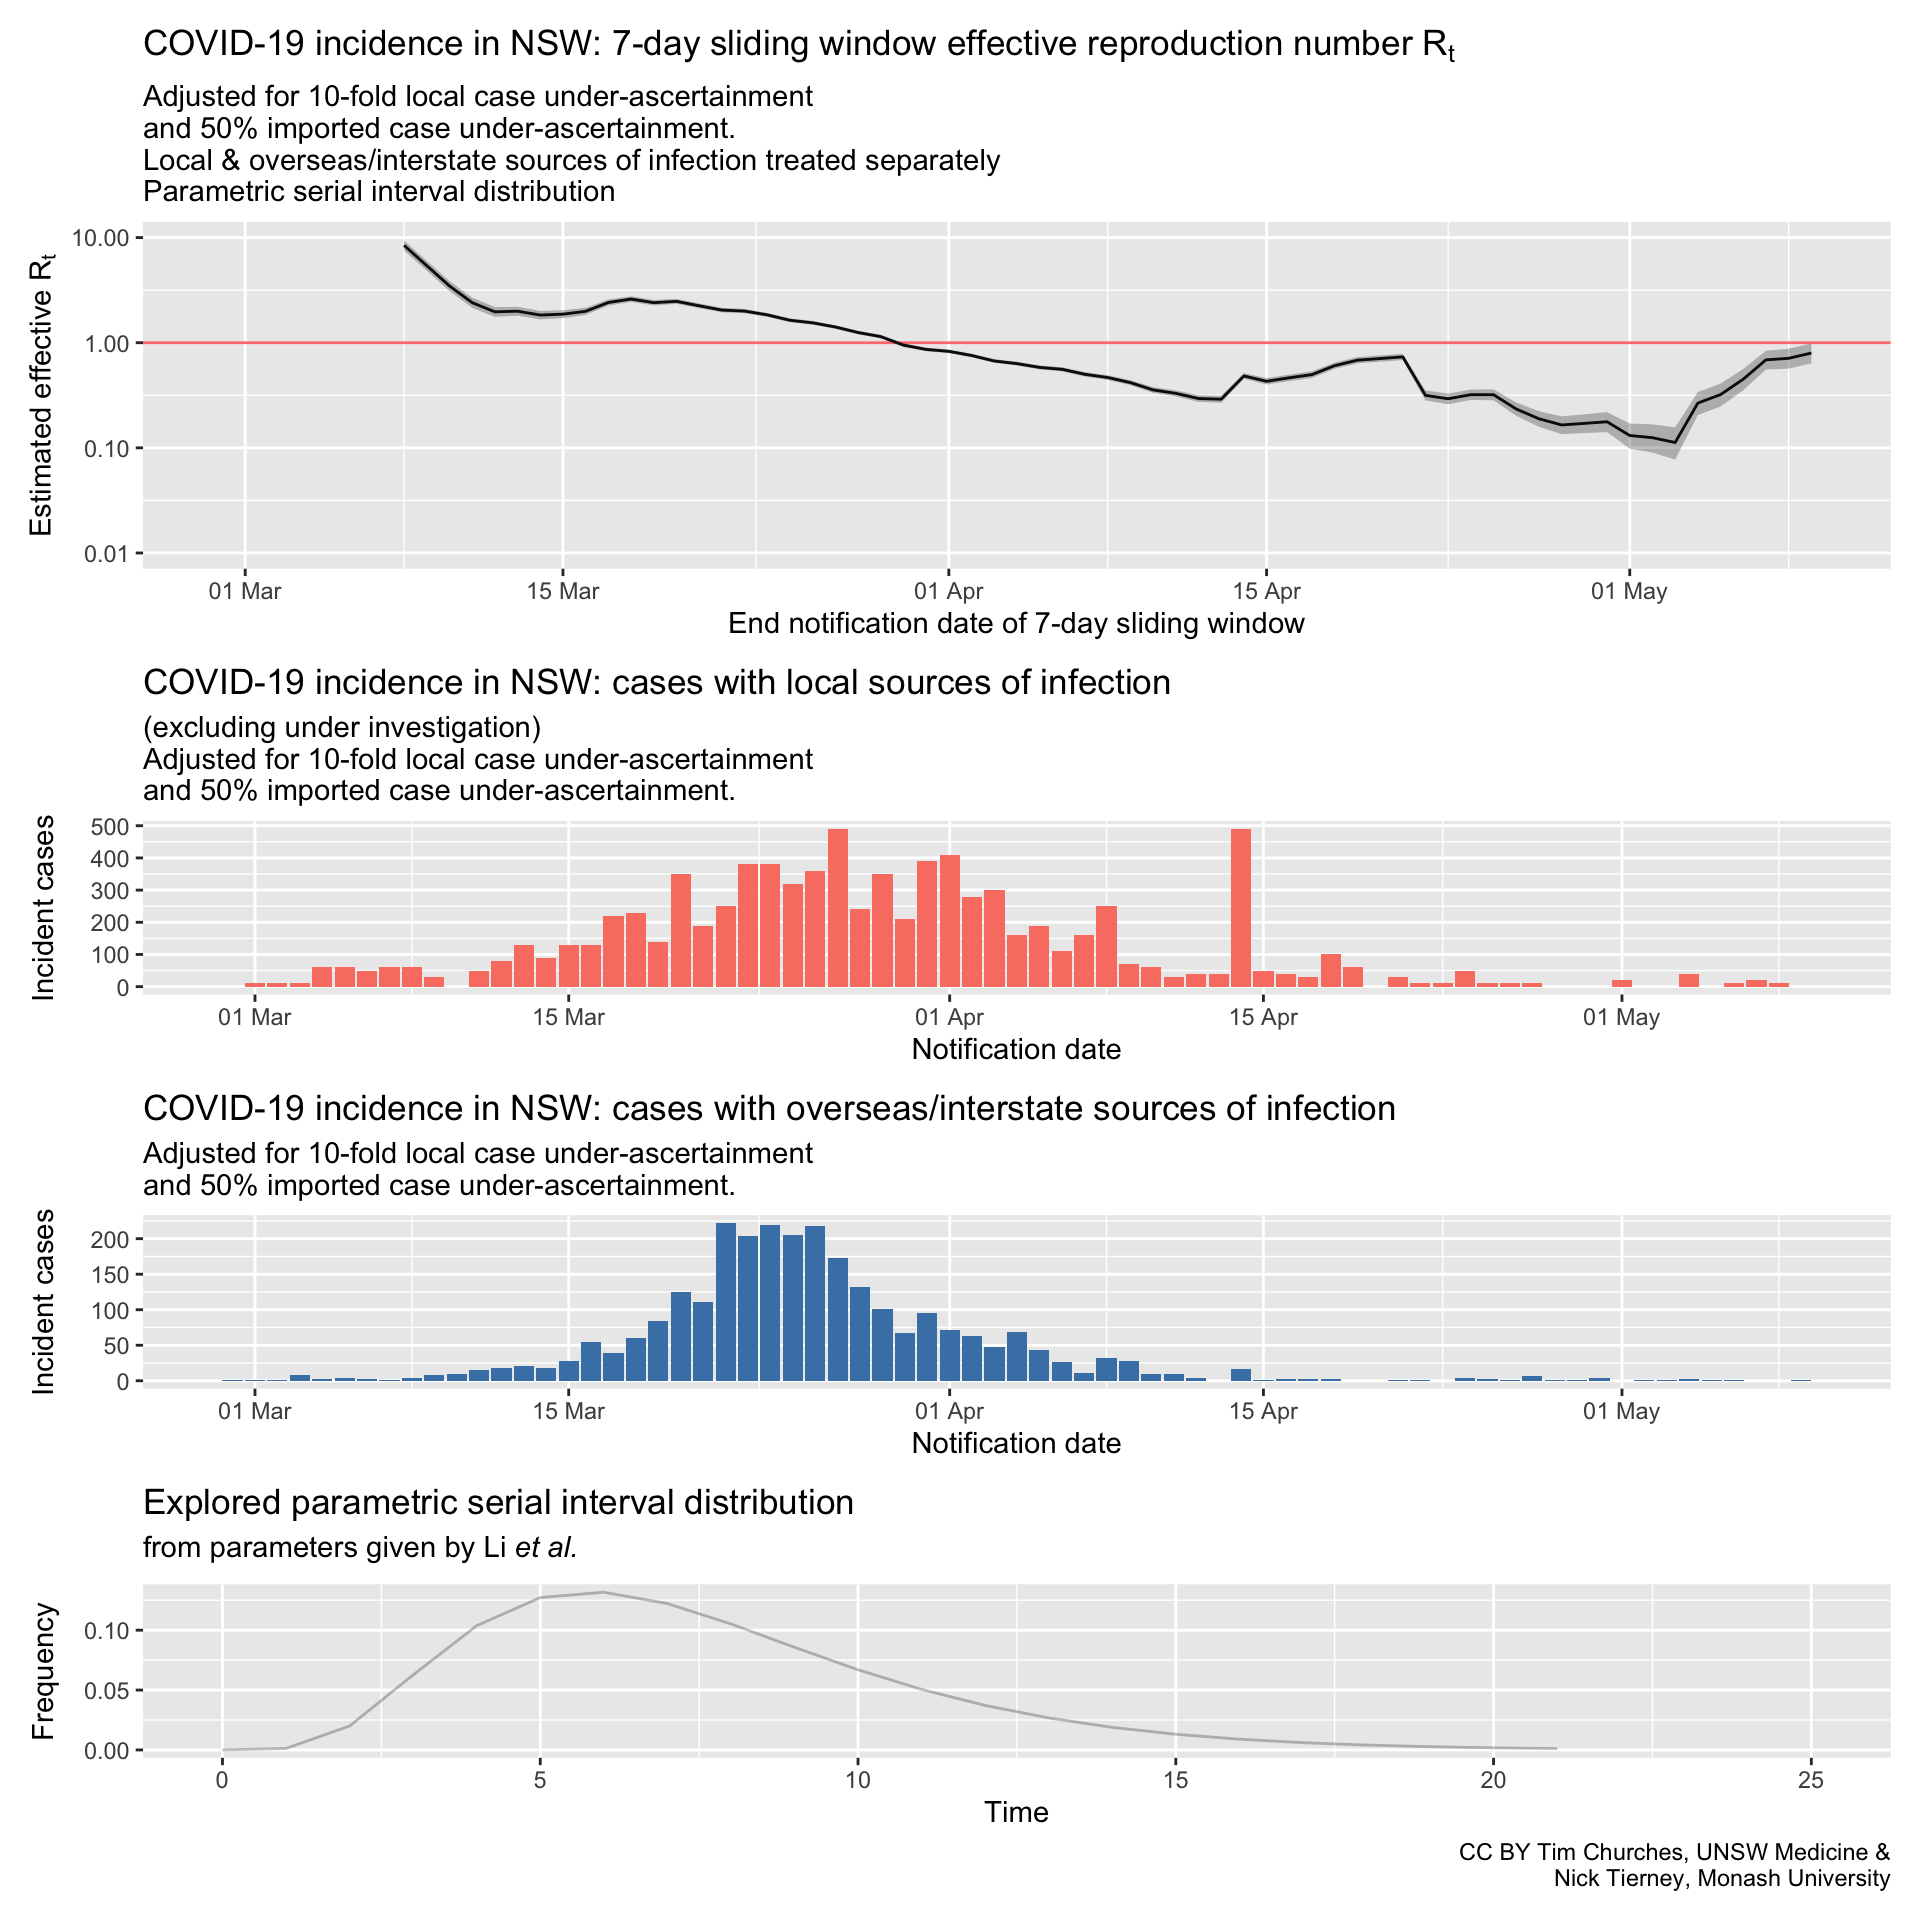 COVID-19 incidence in NSW: 7-day sliding window effective reproduction number Rt
Adjusted for 10-fold local case under-ascertainment
and 50% imported case under-ascertainment.
Local & overseas/interstate sources of infection treated separately
Parametric serial interval distribution
Estimated effective Rt
10.00
1.00
0.10
0.01
01 Mar 15 Mar 01 Apr 15 Apr 01 May
End notification date of 7-day sliding window
COVID-19 incidence in NSW: cases with local sources of infection
(excluding under investigation)
Adjusted for 10-fold local case under-ascertainment
and 50% imported case under-ascertainment.
Incident cases
500
400
300
200
100
0
01 Mar 15 Mar 01 Apr 15 Apr 01 May
Notification date
COVID-19 incidence in NSW: cases with overseas/interstate sources of infection
Adjusted for 10-fold local case under-ascertainment
and 50% imported case under-ascertainment.
Incident cases
200
150
100
50
0
01 Mar 15 Mar 01 Apr 15 Apr 01 May
Notification date
Explored parametric serial interval distribution
from parameters given by Li et al.
Frequency
0.10
0.05
0.00
0 5 10 15 20 25
Time
CC BY Tim Churches, UNSW Medicine &
Nick Tierney, Monash University